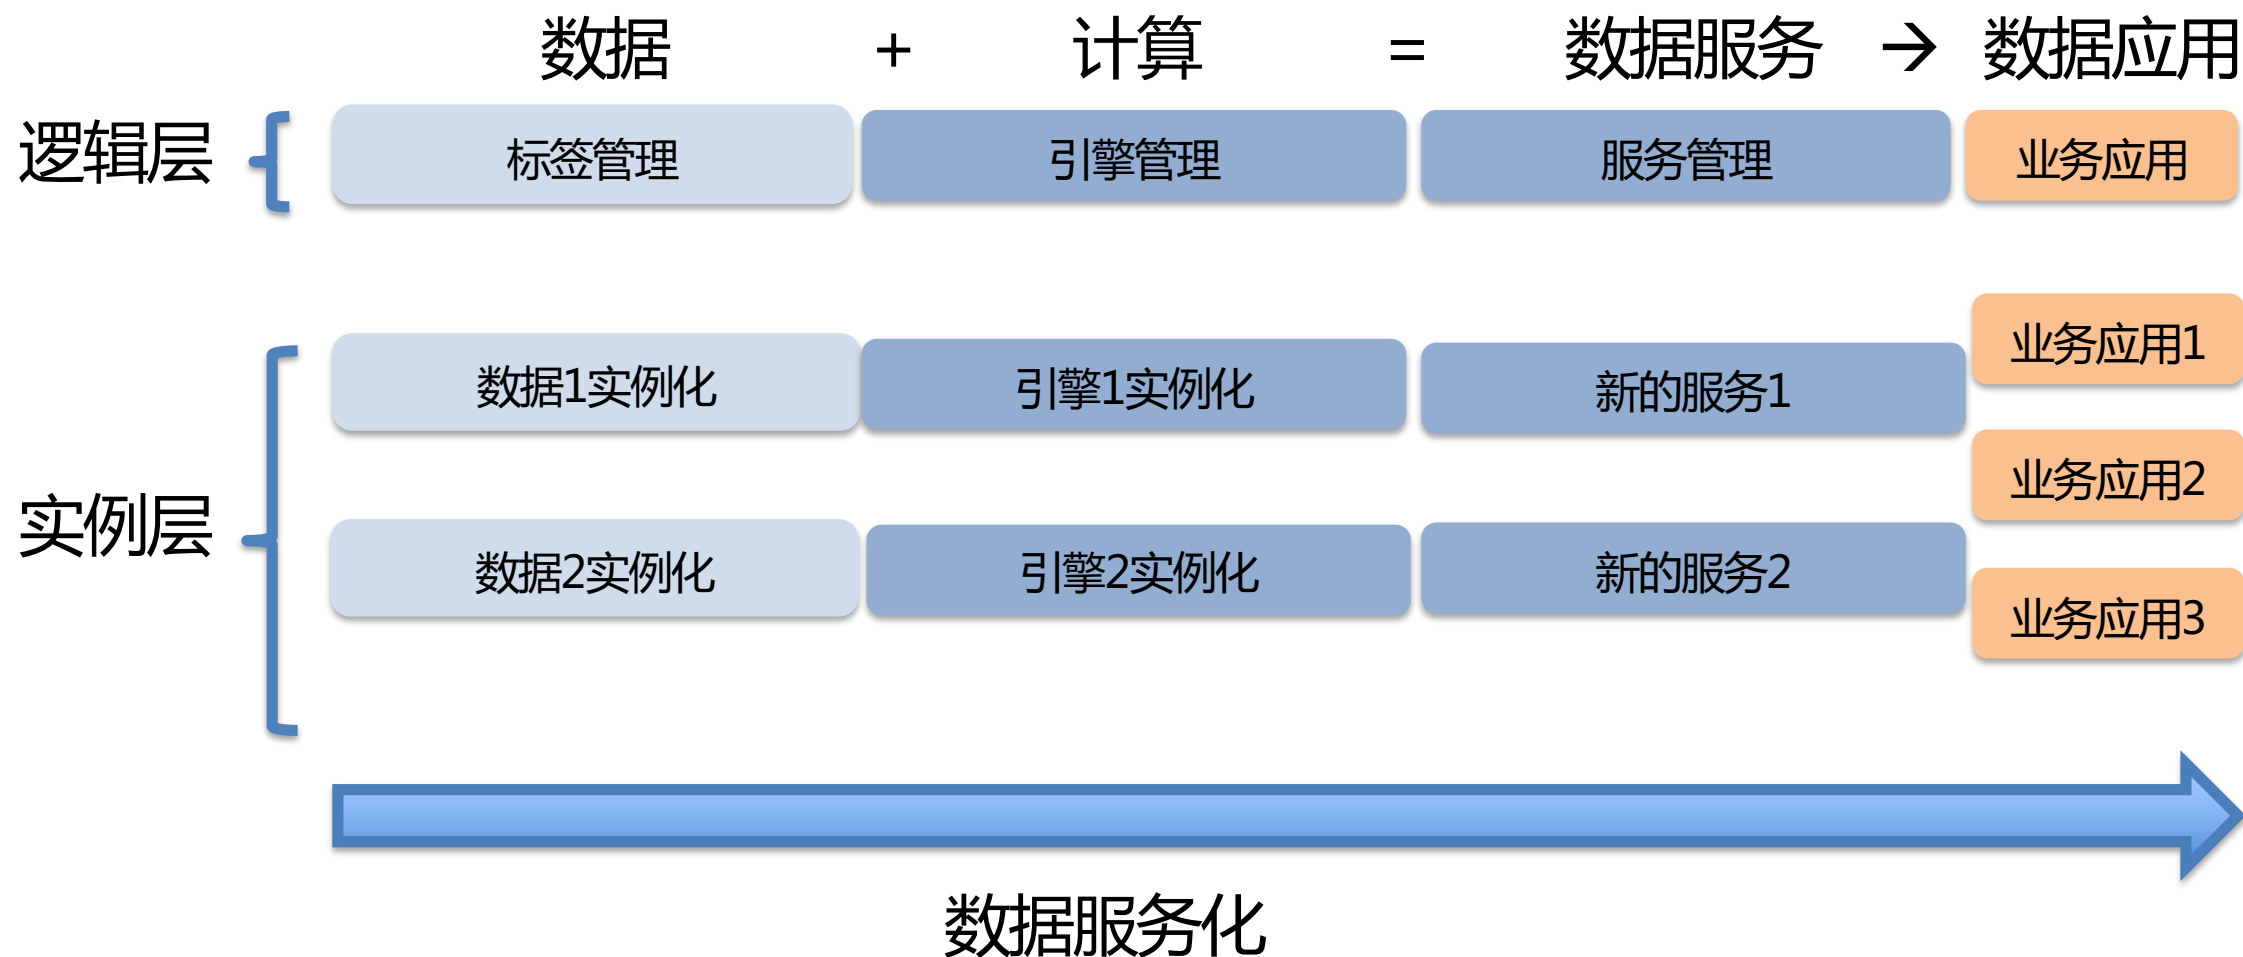 数据 + 计算 = 数据服务 → 数据应用
逻辑层 标签管理 引擎管理 服务管理 业务应用
业务应用1
数据1实例化 引擎1实例化 新的服务1
业务应用2
实例层
数据2实例化 引擎2实例化 新的服务2
业务应用3
数据服务化